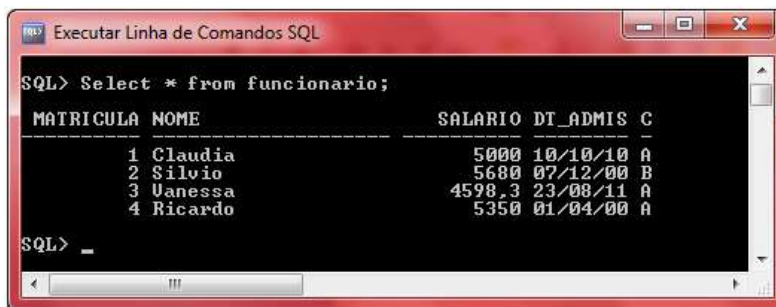 Executar Linha de Comandos SQL
SQL> Select * from funcionario;
MATRICULA NOME SALARIO DT_ADMIS C
1 Claudia 5000 10/10/10 A
2 Silvio 5680 07/12/00 B
3 Vanessa 4598,3 23/08/11 A
4 Ricardo 5350 01/04/00 A
SQL> _